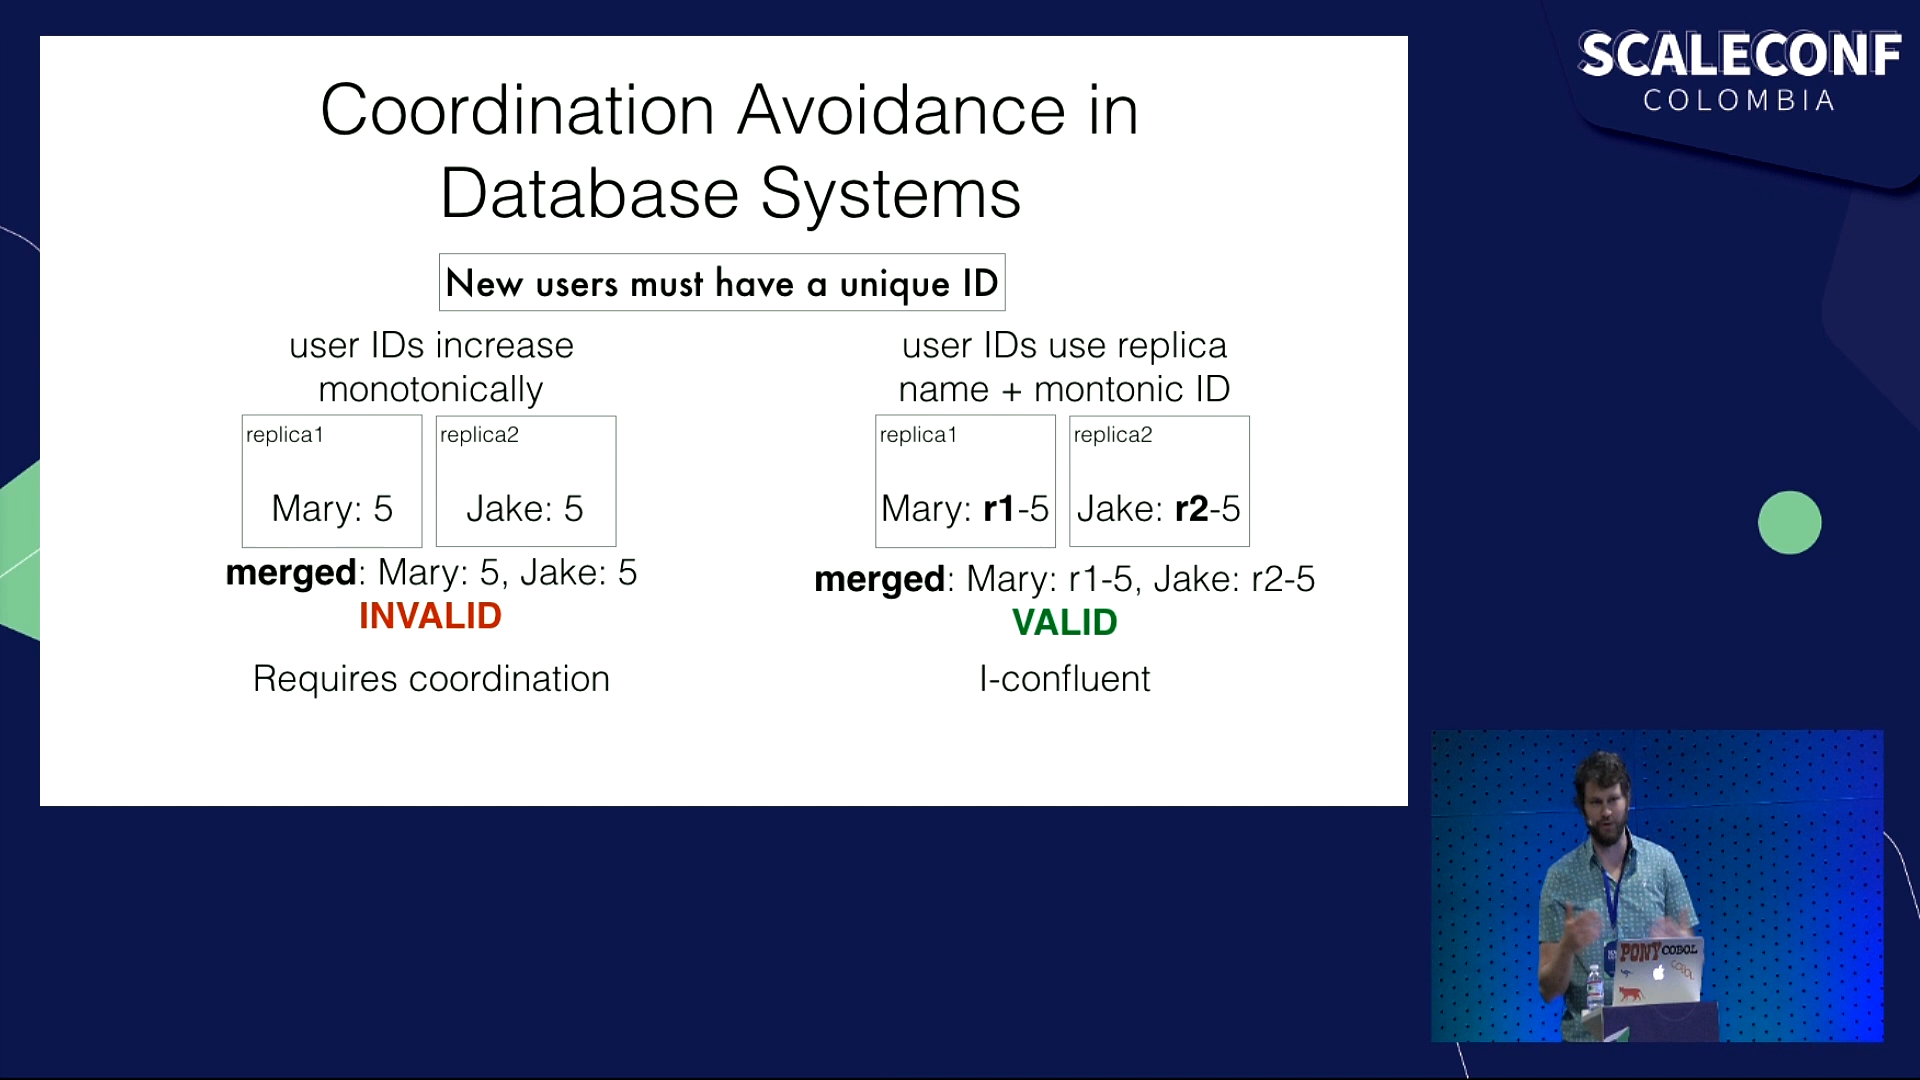 SCALECONF
COLOMBIA
Coordination Avoidance in
Database Systems
New users must have a unique ID
user IDs increase
monotonically
replica1
replica2
Mary: 5
Jake: 5
merged: Mary: 5, Jake: 5
INVALID
Requires coordination
user IDs use replica
name + montonic ID
replica1
replica2
Mary: r1-5
Jake: r2-5
merged: Mary: r1-5, Jake: r2-5
VALID
I-confluent
PONY COBOL
COBOL